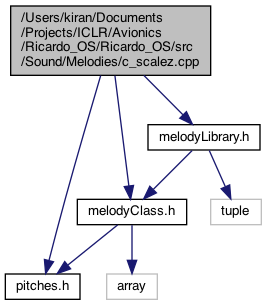 /Users/kiran/Documents
/Projects/ICLR/Avionics
/Ricardo_OS/Ricardo_OS/src
/Sound/Melodies/c_scalez.cpp
melodyLibrary.h
melodyClass.h
tuple
pitches.h
array